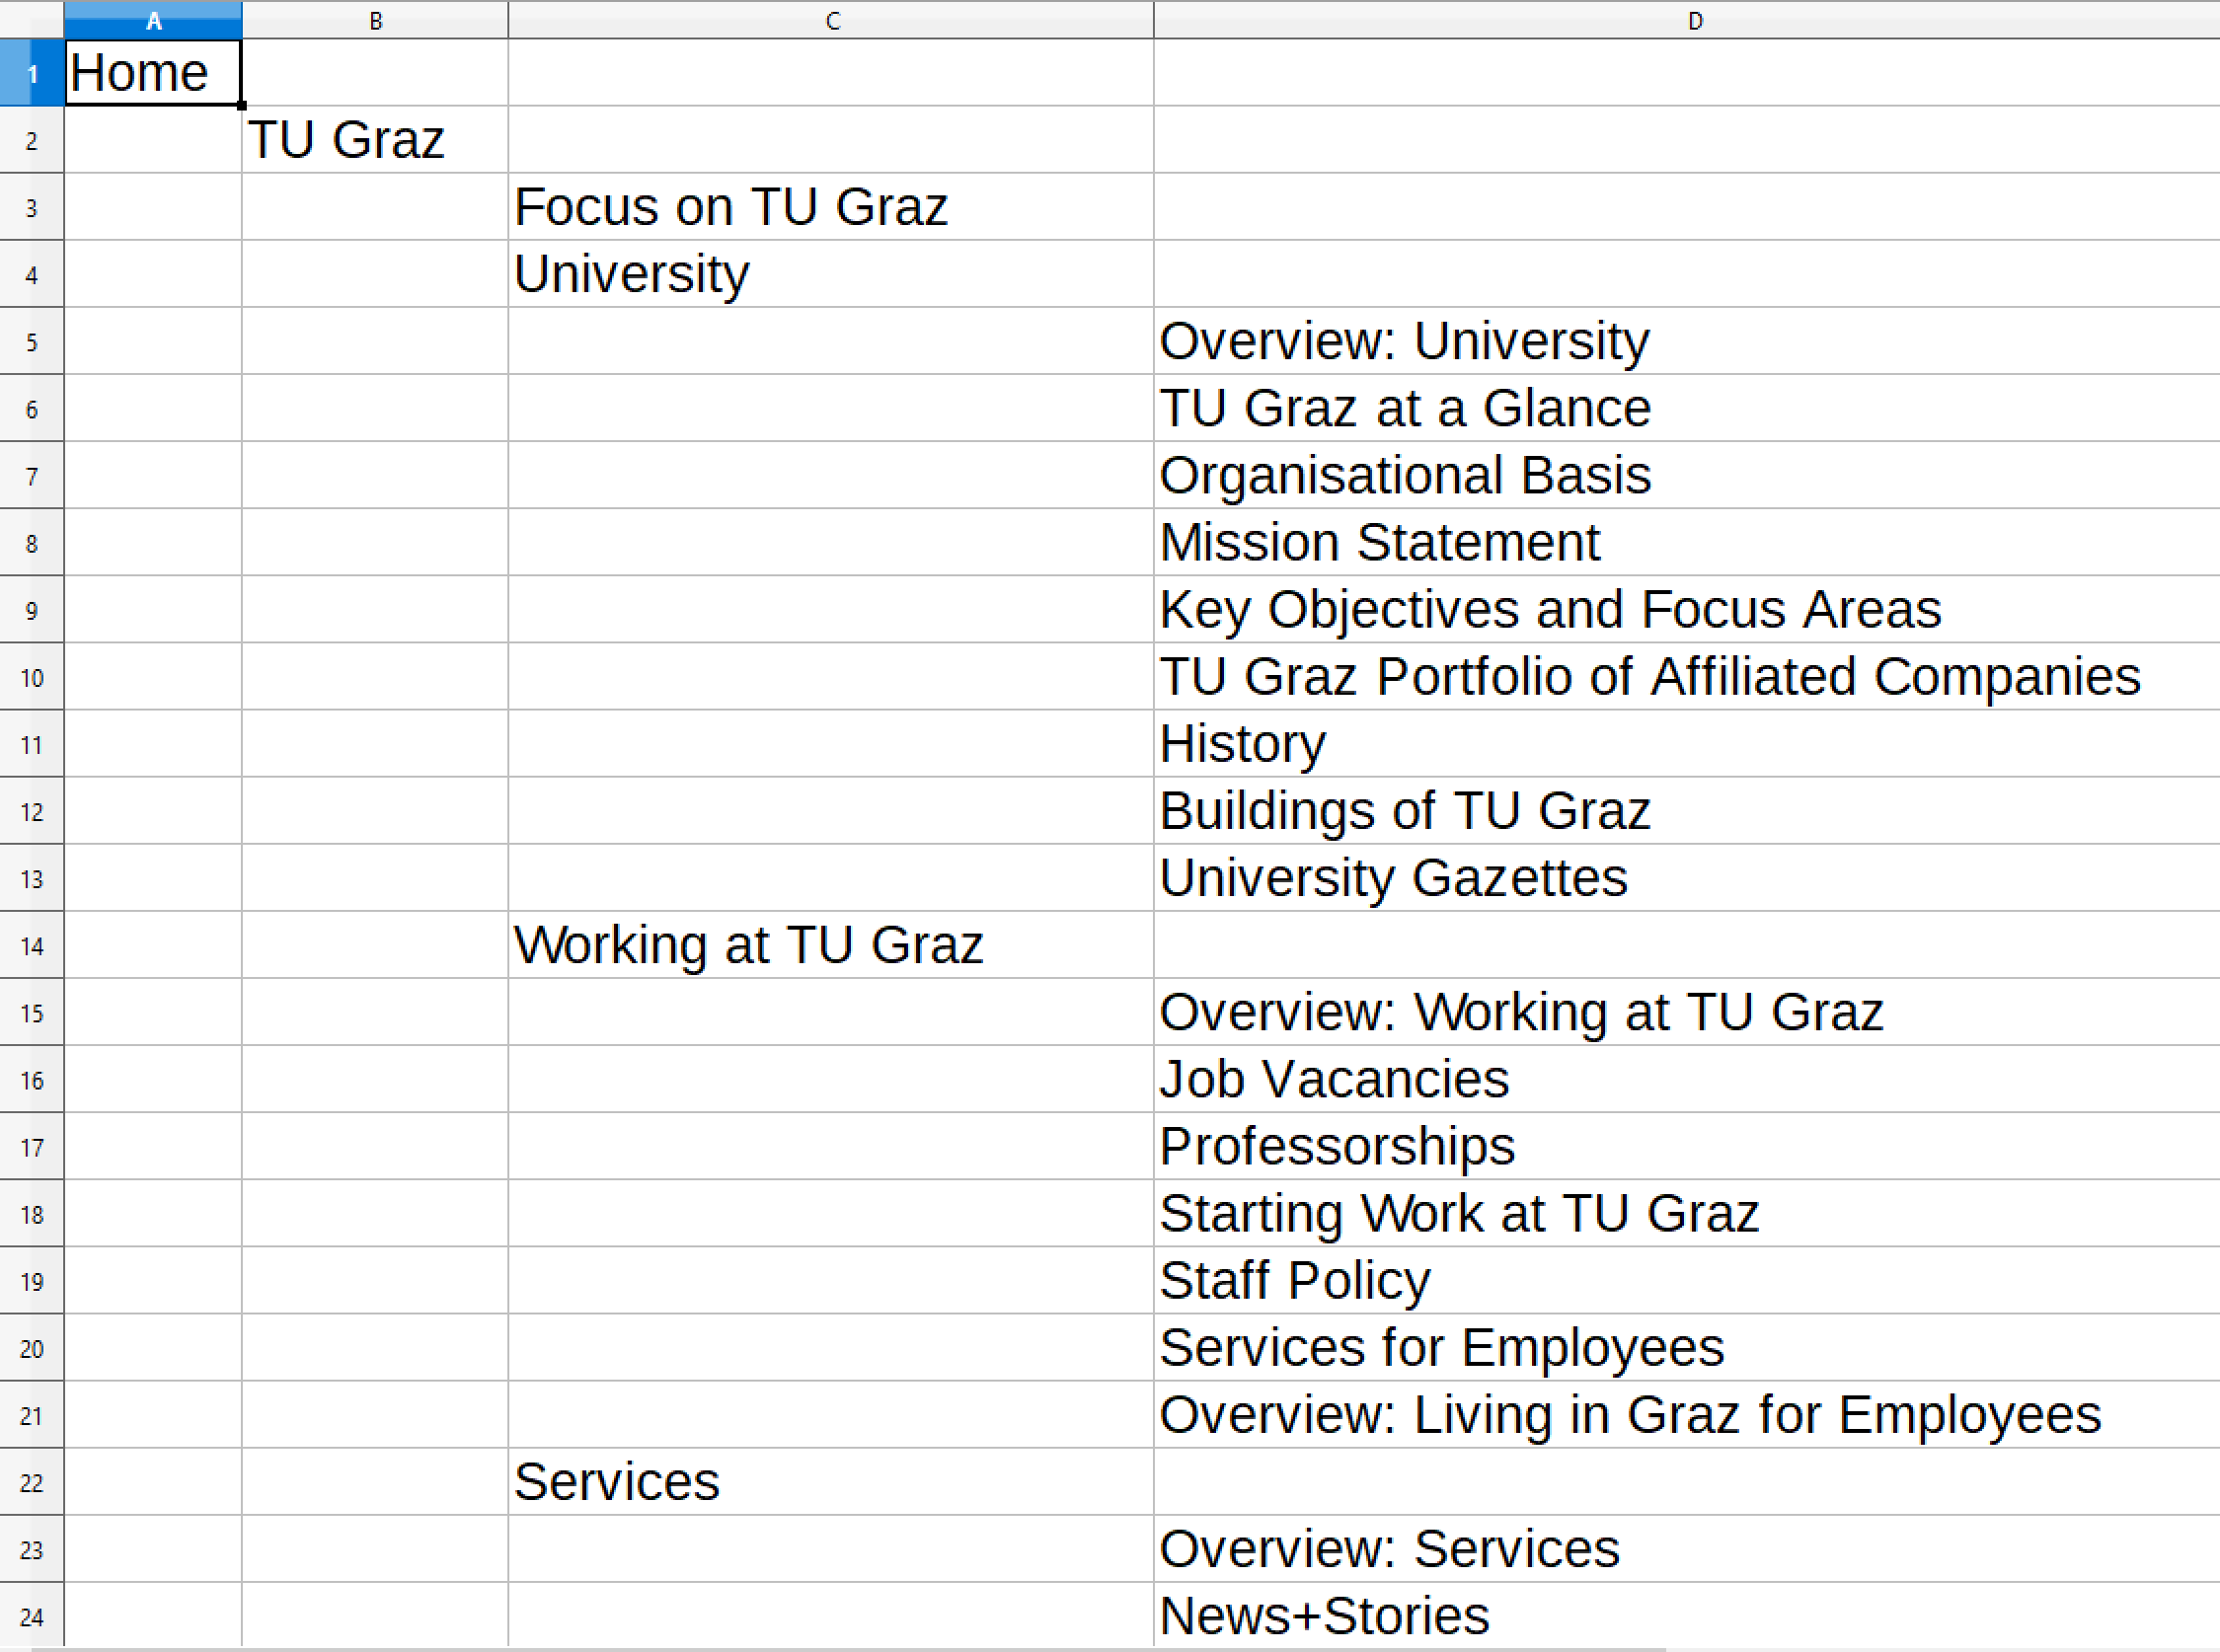 A B C D
1 Home
2 TU Graz
3 Focus on TU Graz
4 University
5 Overview: University
6 TU Graz at a Glance
7 Organisational Basis
8 Mission Statement
9 Key Objectives and Focus Areas
10 TU Graz Portfolio of Affiliated Companies
11 History
12 Buildings of TU Graz
13 University Gazettes
14 Working at TU Graz
15 Overview: Working at TU Graz
16 Job Vacancies
17 Professorships
18 Starting Work at TU Graz
19 Staff Policy
20 Services for Employees
21 Overview: Living in Graz for Employees
22 Services
23 Overview: Services
24 News+Stories